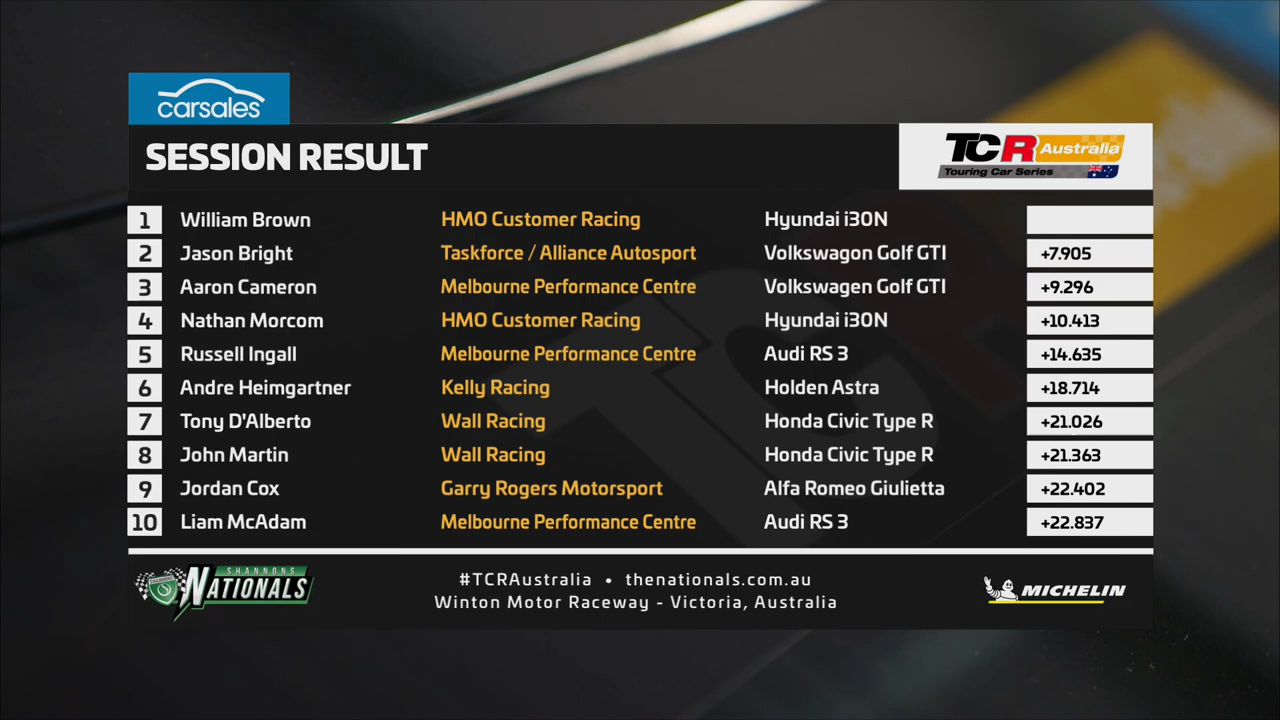 carsales
SESSION RESULT
TCR Australia
Touring Car Series
1 William Brown HMO Customer Racing Hyundai i30N
2 Jason Bright Taskforce / Alliance Autosport Volkswagon Golf GTI +7.905
3 Aaron Cameron Melbourne Performance Centre Volkswagen Golf GTI +9.296
4 Nathan Morcom HMO Customer Racing Hyundai i30N +10.413
5 Russell Ingall Melbourne Performance Centre Audi RS 3 +14.635
6 Andre Heimgartner Kelly Racing Holden Astra +18.714
7 Tony D'Alberto Wall Racing Honda Civic Type R +21.026
8 John Martin Wall Racing Honda Civic Type R +21.363
9 Jordan Cox Garry Rogers Motorsport Alfa Romeo Giulietta +22.402
10 Liam McAdam Melbourne Performance Centre Audi RS 3 +22.837
SHANNONS
NATIONALS
#TCRAustralia • thenationals.com.au
Winton Motor Raceway - Victoria, Australia
MICHELIN